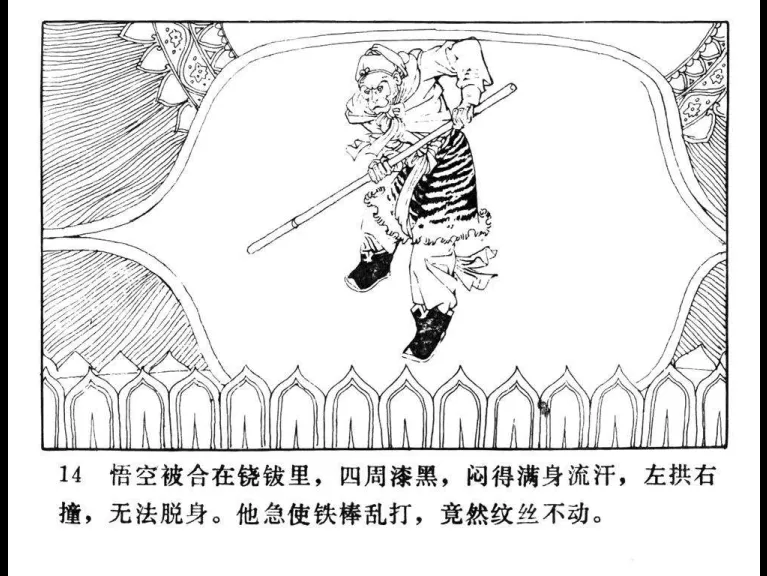 14 悟空被合在铙钹里，四周漆黑，闷得满身流汗，左拱右
撞，无法脱身。他急使铁棒乱打，竟然纹丝不动。